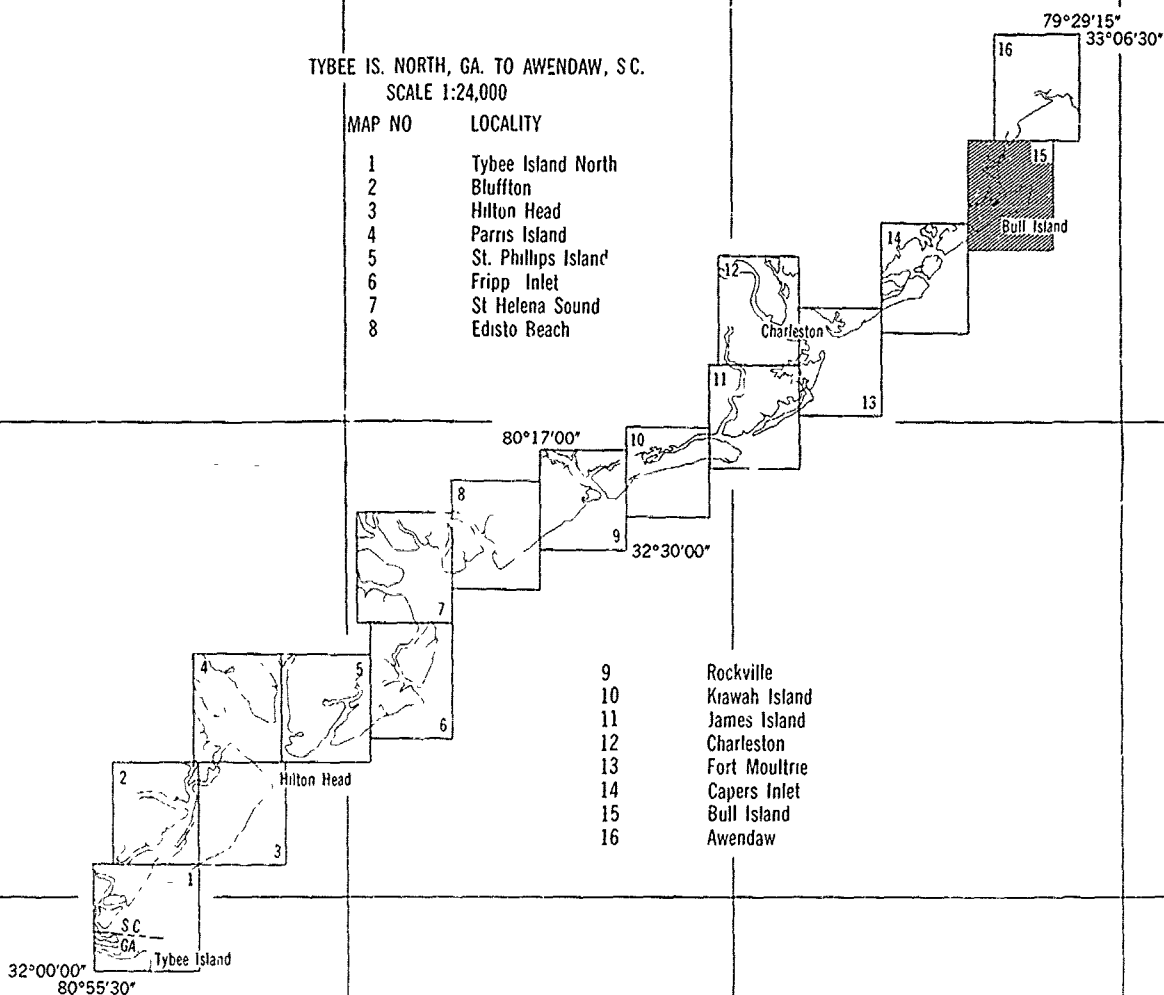 79°29'15"
33°06'30"
TYBEE IS. NORTH, GA. TO AWENDAW, S C.
SCALE 1:24,000
MAP NO LOCALITY
1 Tybee Island North
2 Bluffton
3 Hilton Head
4 Parris Island
5 St. Phillips Island
6 Fripp Inlet
7 St Helena Sound
8 Edisto Beach
16
15
Bull Island
14
12
Charleston
11
13
80°17'00"
10
8
9
32°30'00"
7
9 Rockville
10 Kiawah Island
11 James Island
12 Charleston
13 Fort Moultrie
14 Capers Inlet
15 Bull Island
16 Awendaw
4
5
6
2
Hilton Head
3
1
S C.
GA.
Tybee Island
32°00'00"
80°55'30"